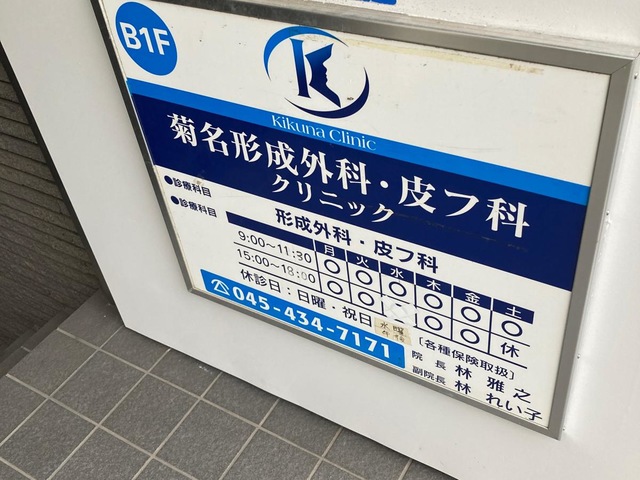 B1F
Kikuna Clinic
菊名形成外科・皮フ科
クリニック
●診療科目
●診療科目
形成外科・皮フ科
月 火 水 木 金 土
9:00〜11:30 ○ ○ ○ ○ ○ ○
15:00〜18:00 ○ ○ ○ ○ 休
休診日:日曜・祝日
水曜
[各種保険取扱]
045-434-7171
院長 林 雅之
副院長 林 れい子